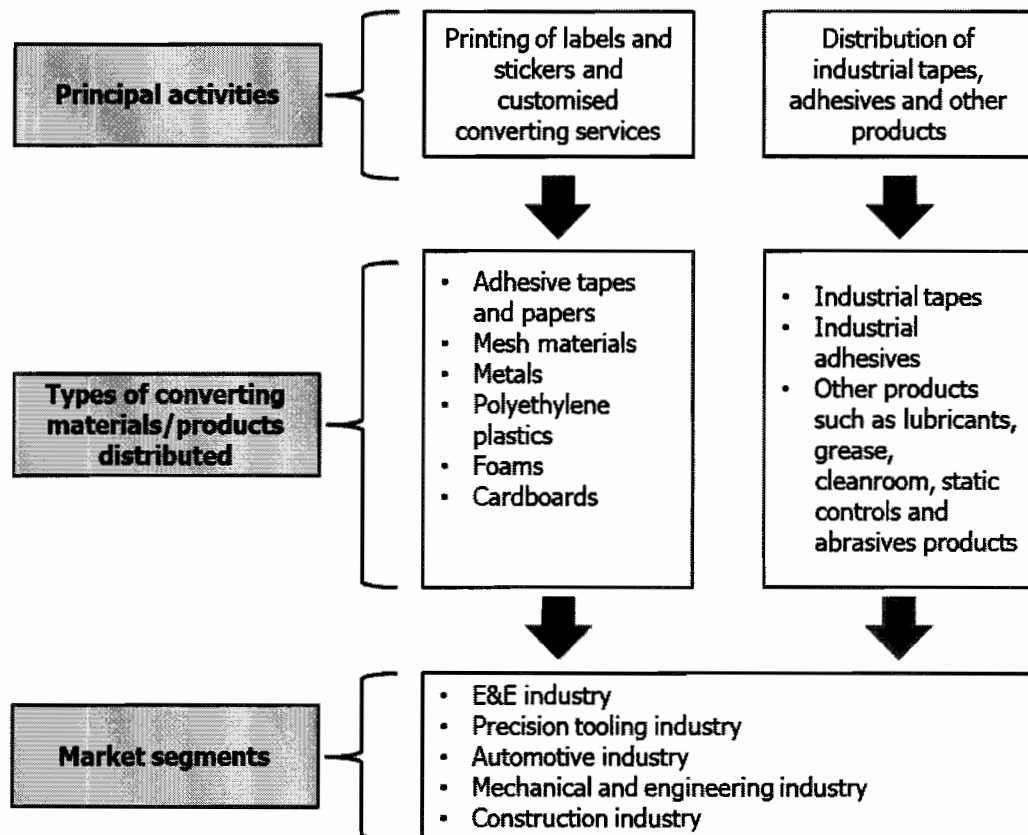 Principal activities
Printing of labels and
stickers and
customised
converting services
Distribution of
industrial tapes,
adhesives and other
products
Types of converting
materials/products
distributed
• Adhesive tapes
and papers
• Mesh materials
• Metals
• Polyethylene
plastics
• Foams
• Cardboards
• Industrial tapes
• Industrial
adhesives
• Other products
such as lubricants,
grease,
cleanroom, static
controls and
abrasives products
Market segments
• E&E industry
• Precision tooling industry
• Automotive industry
• Mechanical and engineering industry
• Construction industry